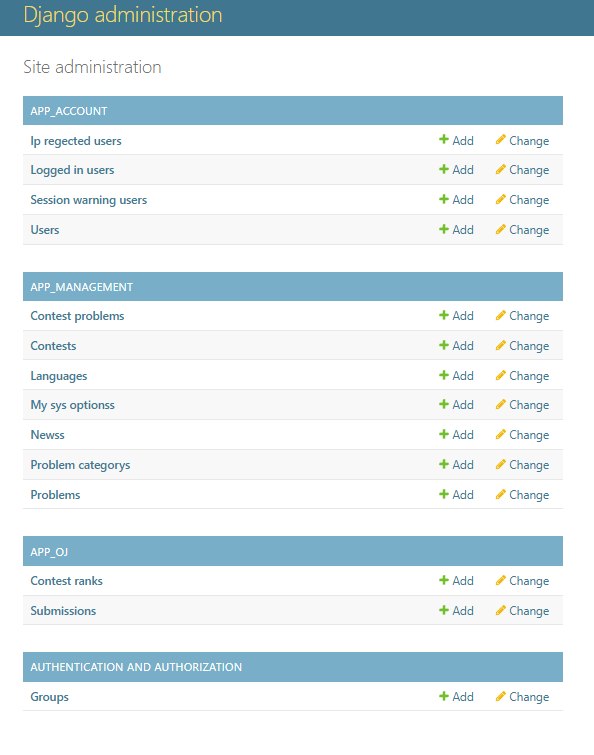 Django administration
Site administration
APP_ACCOUNT
Ip regected users Add Change
Logged in users Add Change
Session warning users Add Change
Users Add Change
APP_MANAGEMENT
Contest problems Add Change
Contests Add Change
Languages Add Change
My sys optionss Add Change
Newss Add Change
Problem categorys Add Change
Problems Add Change
APP_OJ
Contest ranks Add Change
Submissions Add Change
AUTHENTICATION AND AUTHORIZATION
Groups Add Change